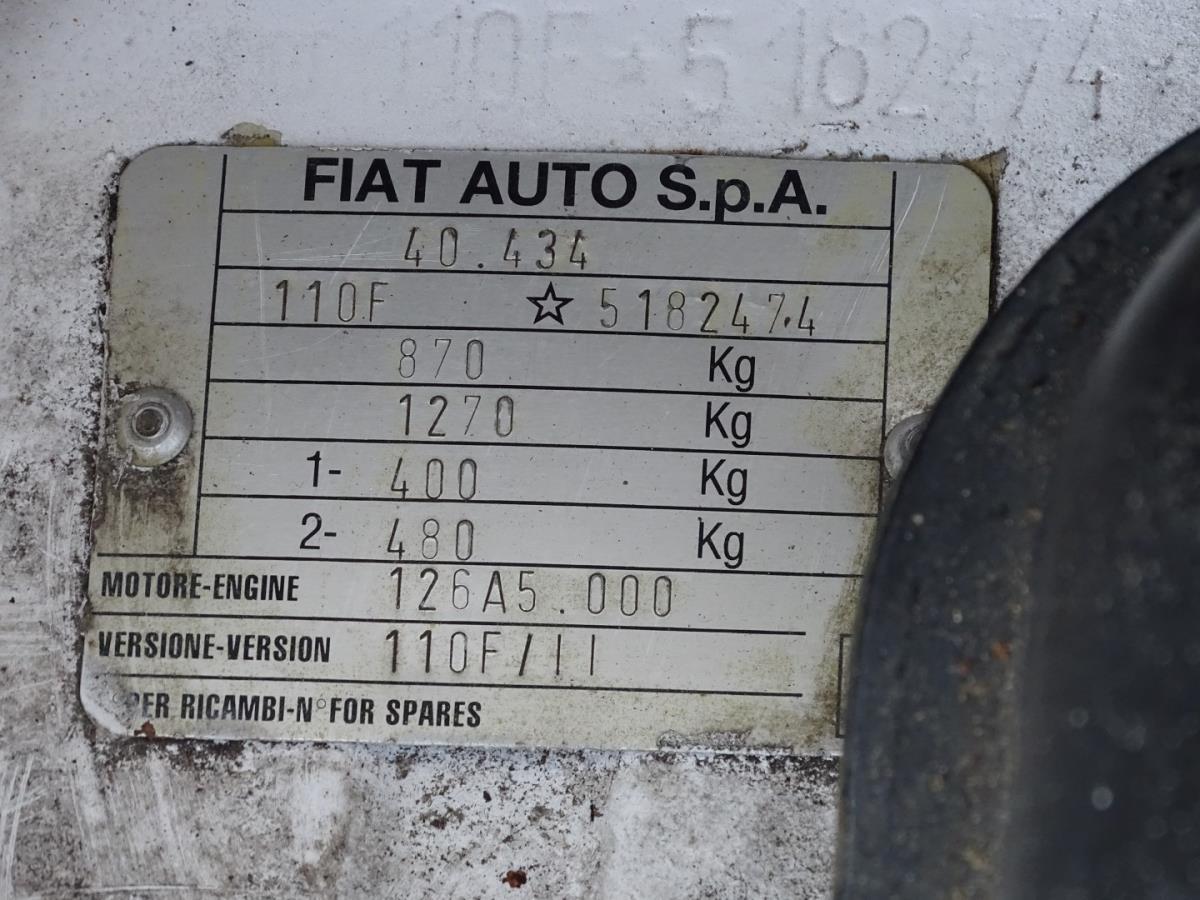 110F*5182474*
FIAT AUTO S.p.A.
40.434
110F ☆ 5182474
870 Kg
1270 Kg
1- 400 Kg
2- 480 Kg
MOTORE-ENGINE 126A5.000
VERSIONE-VERSION 110F/II
PER RICAMBI-N° FOR SPARES